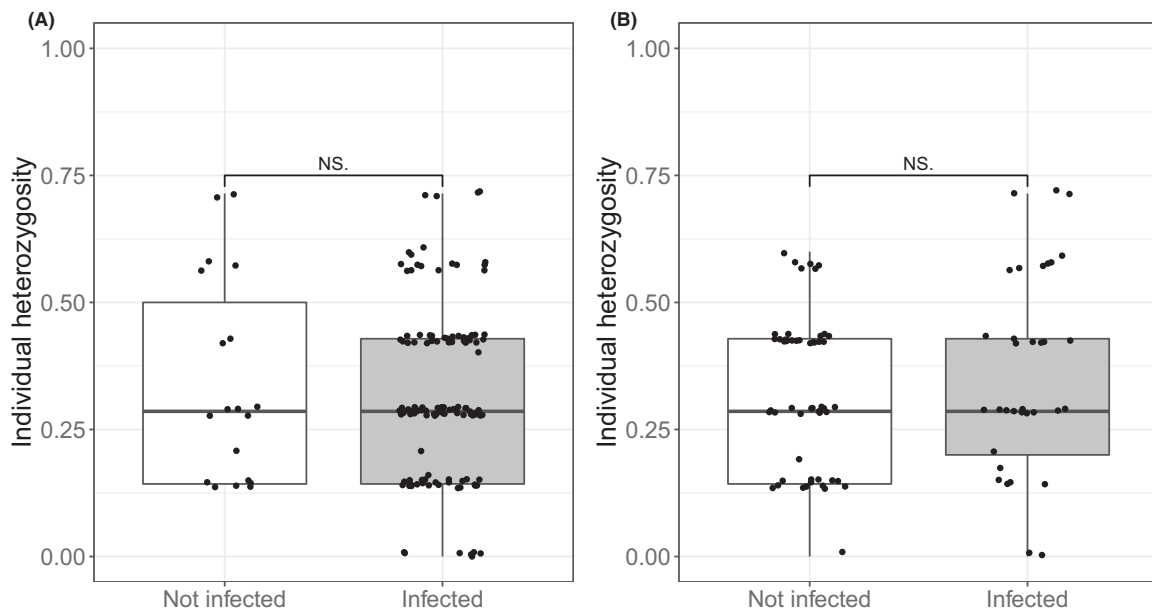 (A)
Individual heterozygosity
1.00
0.75
0.50
0.25
0.00
NS.
Not infected
Infected
(B)
Individual heterozygosity
1.00
0.75
0.50
0.25
0.00
NS.
Not infected
Infected